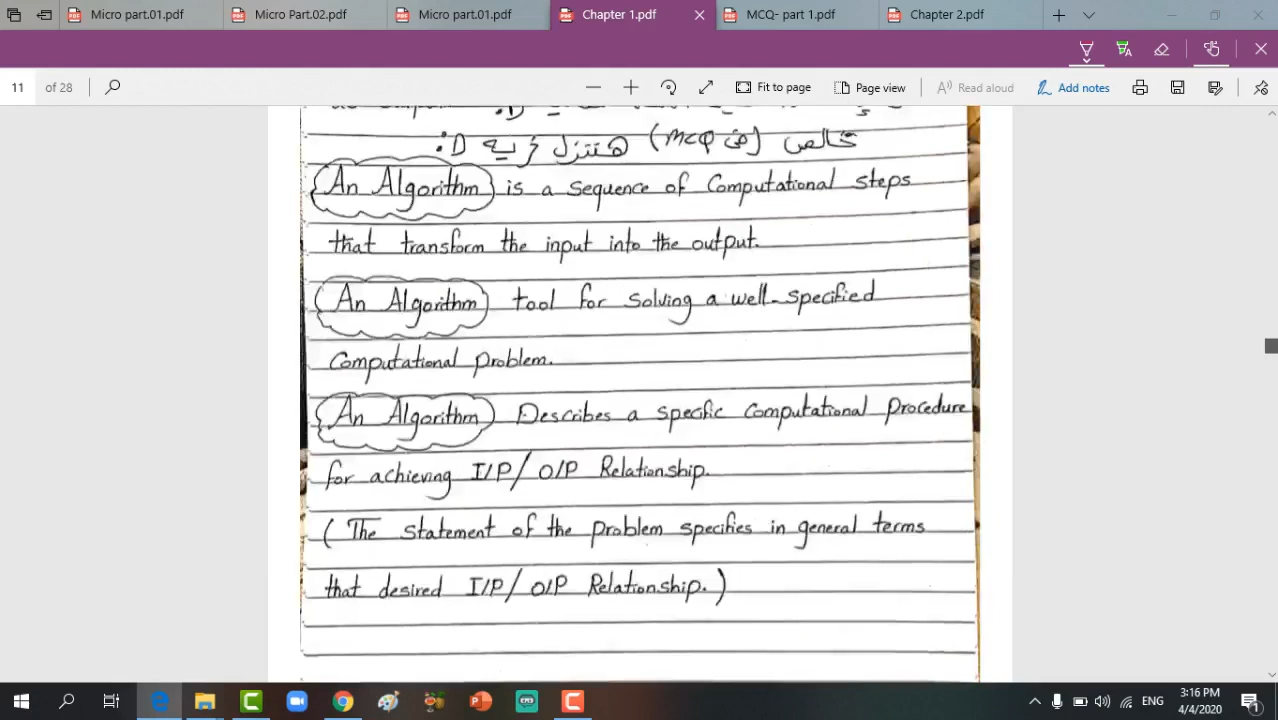 Micro part.01.pdf
Micro Part.02.pdf
Micro part.01.pdf
Chapter 1.pdf
MCQ- part 1.pdf
Chapter 2.pdf
11 of 28
Fit to page
Page view
Read aloud
Add notes
خالص (في MCQ) هتنزل زيه :D
An Algorithm is a sequence of Computational steps
that transform the input into the output.
An Algorithm tool for solving a well-specified
Computational problem.
An Algorithm Describes a specific Computational Procedure
for achieving I/P / O/P Relationship.
( The statement of the problem specifies in general terms
that desired I/P / O/P Relationship. )
ENG
3:16 PM
4/4/2020